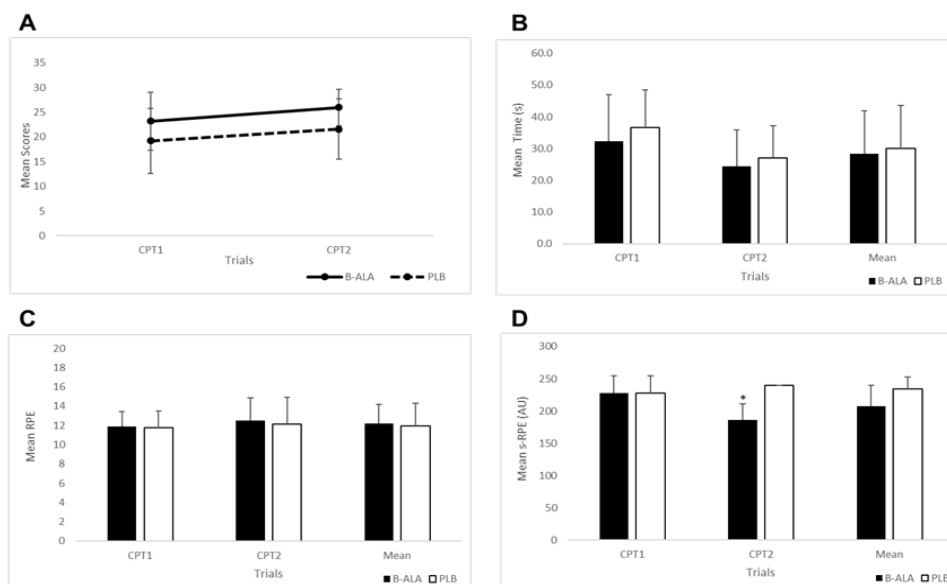 A
Mean Scores
35
30
25
20
15
10
5
0
CPT1 CPT2
Trials
B-ALA PLB
B
Mean Time (s)
60.0
50.0
40.0
30.0
20.0
10.0
0.0
CPT1 CPT2 Mean
Trials
B-ALA PLB
C
Mean RPE
20
18
16
14
12
10
8
6
4
2
0
CPT1 CPT2 Mean
Trials
B-ALA PLB
D
Mean s-RPE (AU)
300
250
200
150
100
50
0
*
CPT1 CPT2 Mean
Trials
B-ALA PLB